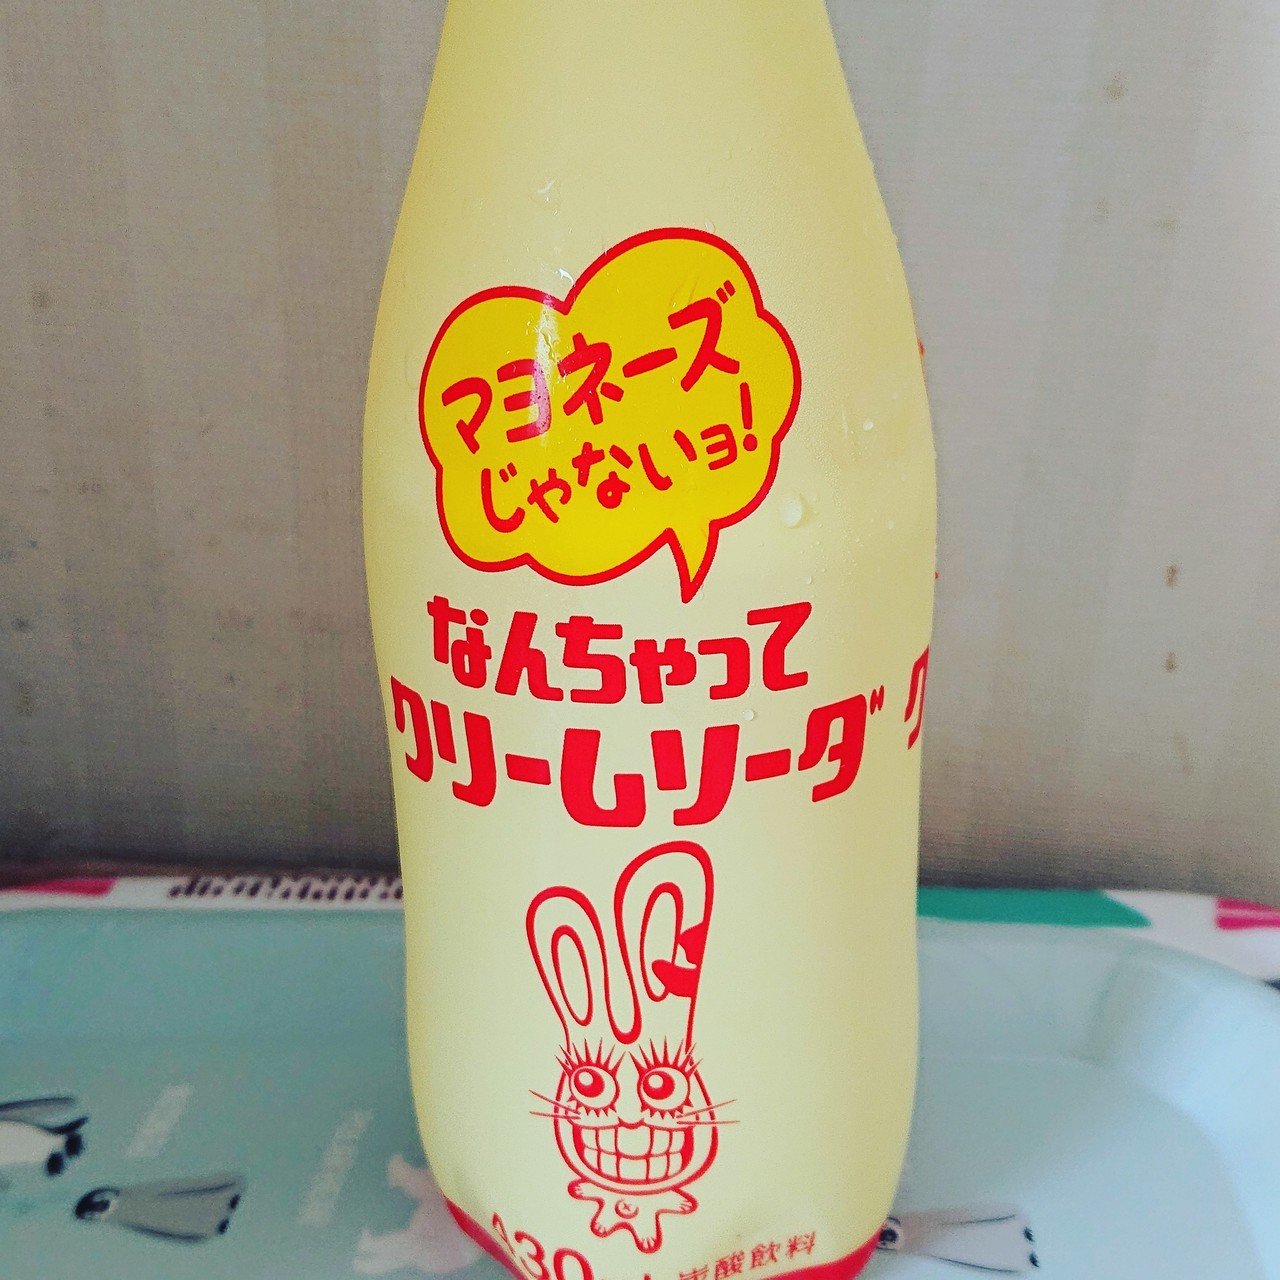 マヨネーズ
じゃないョ!
なんちゃって
クリームソーダ
炭酸飲料